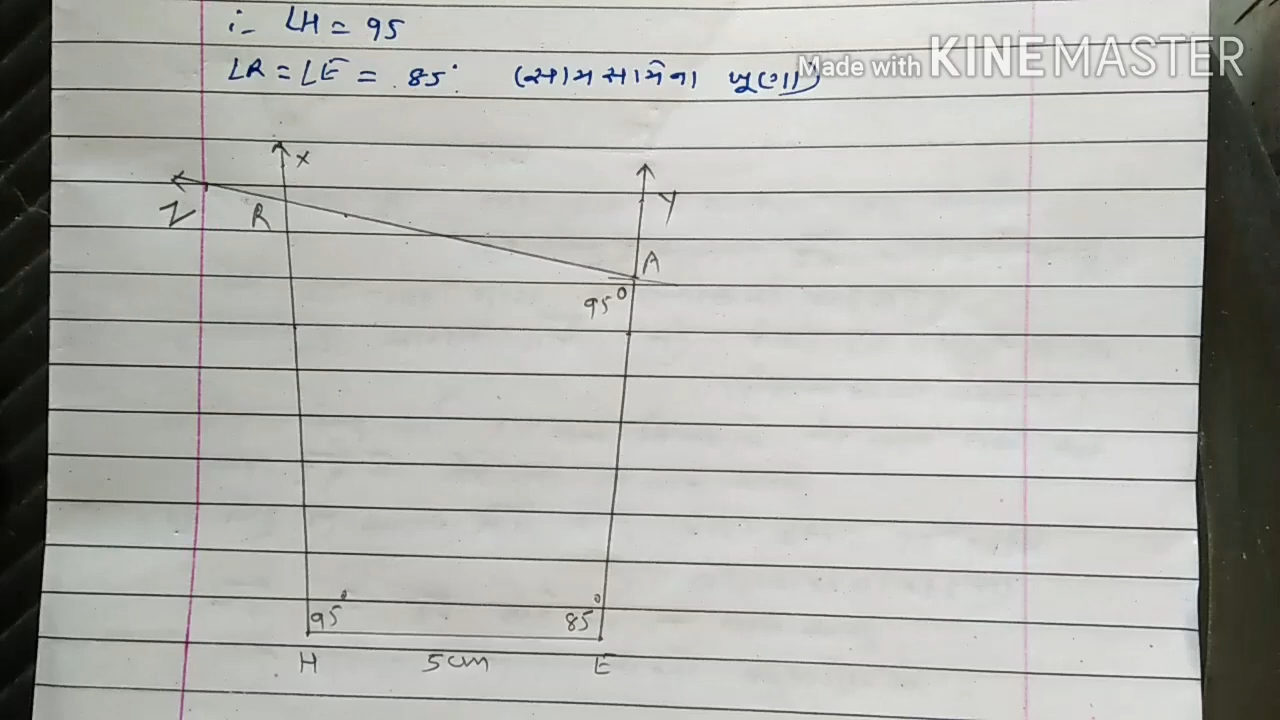 ∴ ∠H = 95
∠R = ∠E = 85° (સામસામેના ખૂણા)
Made with KINEMASTER
X
Y
Z
R
A
95°
95°
85°
H
5cm
E